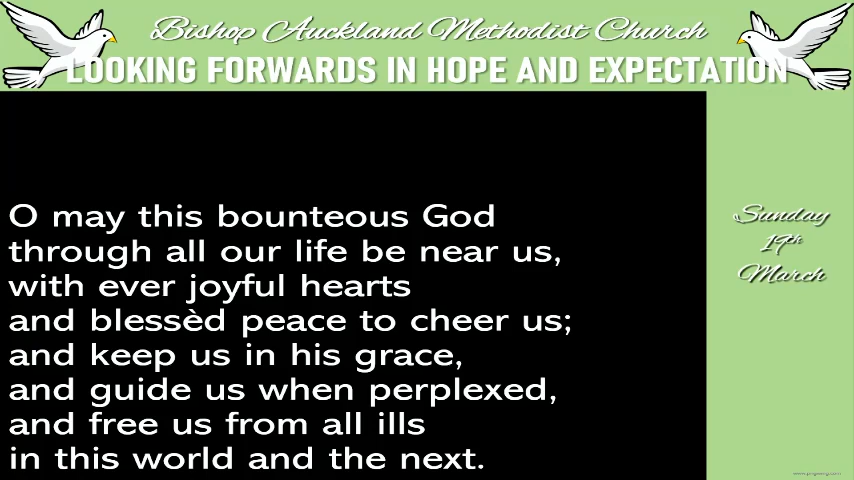 Bishop Auckland Methodist Church
LOOKING FORWARDS IN HOPE AND EXPECTATION
O may this bounteous God
through all our life be near us,
with ever joyful hearts
and blessèd peace to cheer us;
and keep us in his grace,
and guide us when perplexed,
and free us from all ills
in this world and the next.
Sunday
19th
March